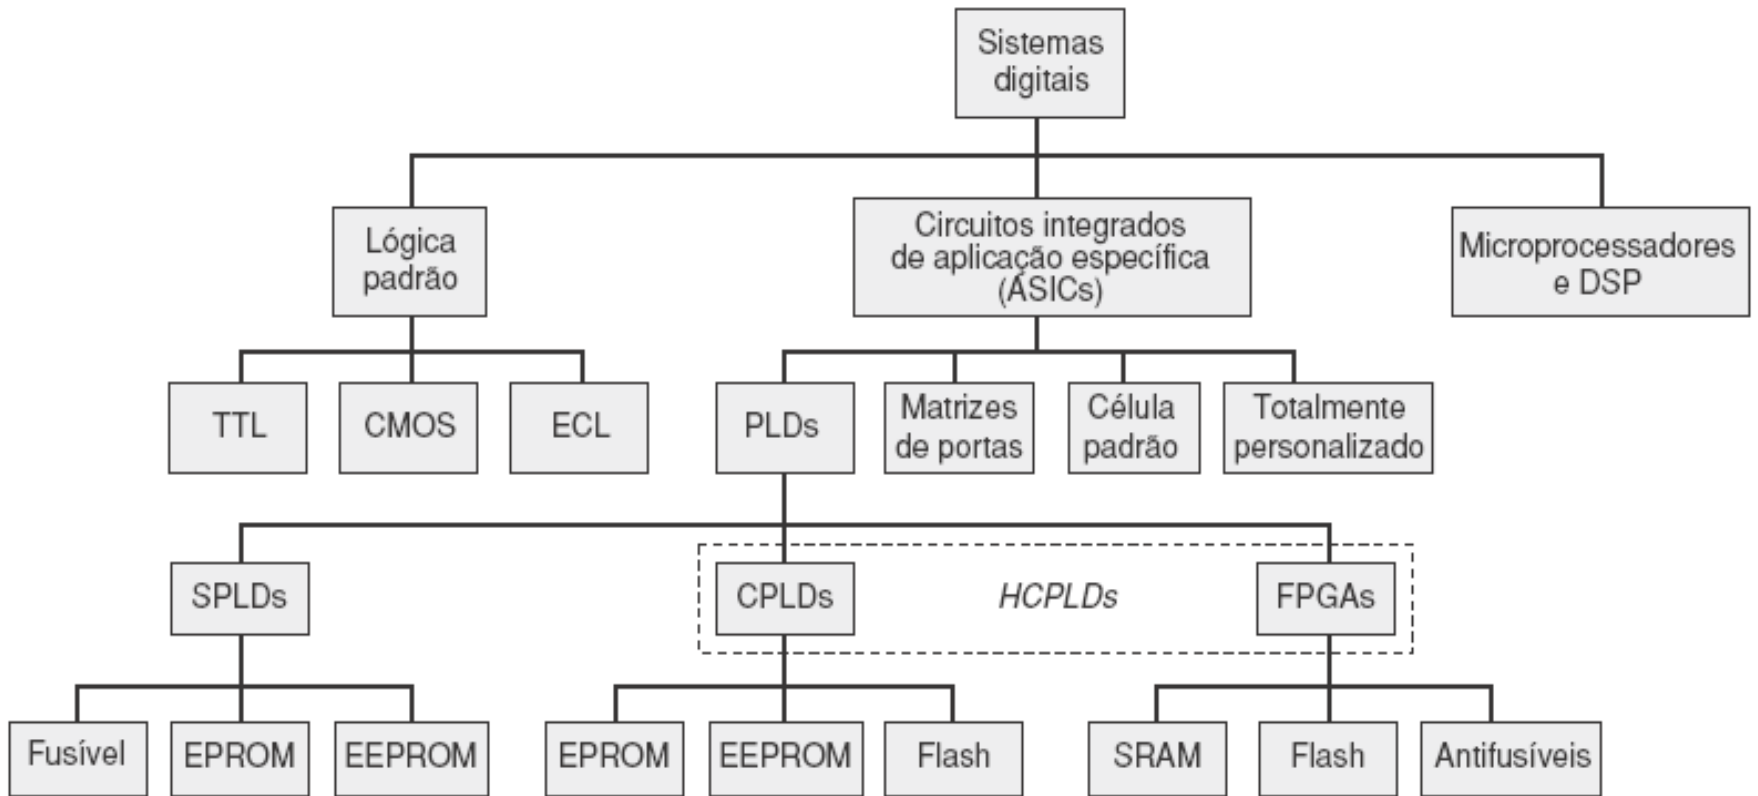 Sistemas
digitais
Lógica
padrão
Circuitos integrados
de aplicação específica
(ASICs)
Microprocessadores
e DSP
TTL
CMOS
ECL
PLDs
Matrizes
de portas
Célula
padrão
Totalmente
personalizado
SPLDs
CPLDs
HCPLDs
FPGAs
Fusível
EPROM
EEPROM
EPROM
EEPROM
Flash
SRAM
Flash
Antifusíveis